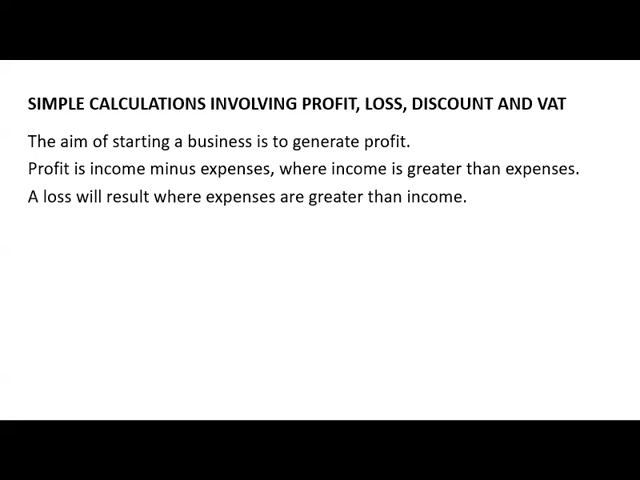 SIMPLE CALCULATIONS INVOLVING PROFIT, LOSS, DISCOUNT AND VAT
The aim of starting a business is to generate profit.
Profit is income minus expenses, where income is greater than expenses.
A loss will result where expenses are greater than income.